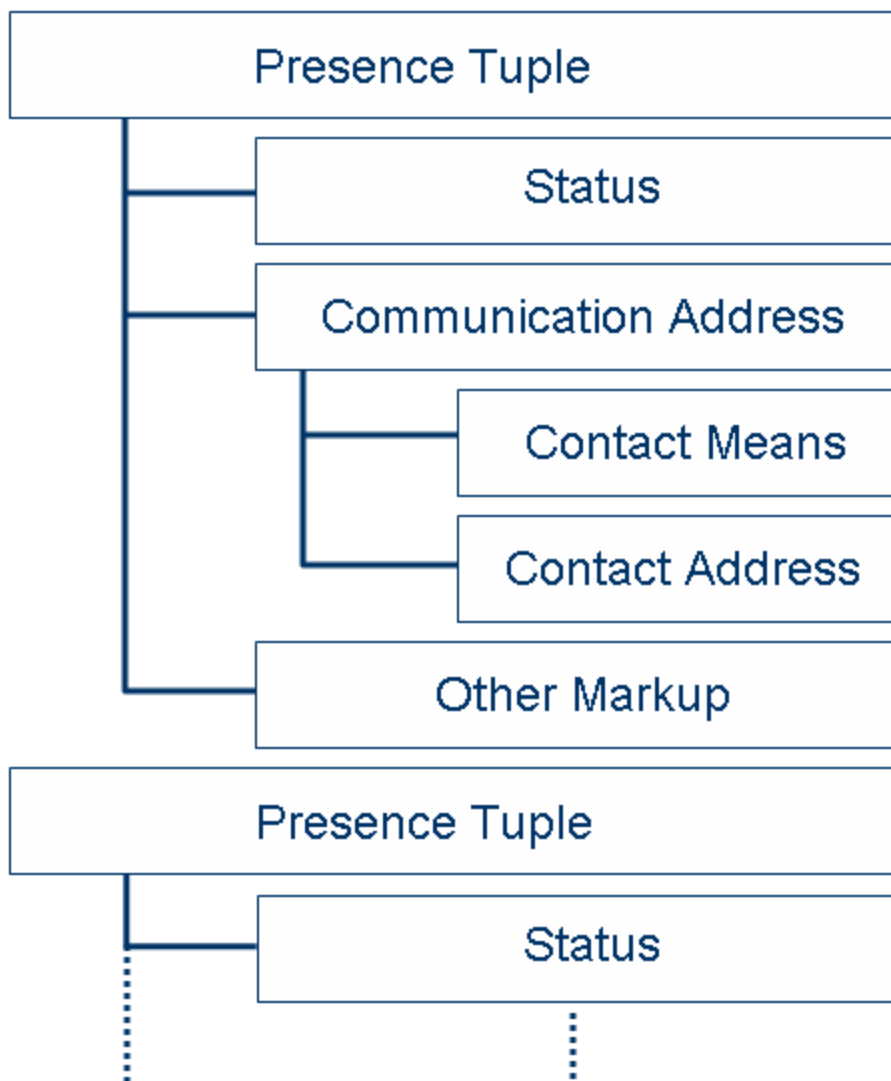 Presence Tuple
Status
Communication Address
Contact Means
Contact Address
Other Markup
Presence Tuple
Status